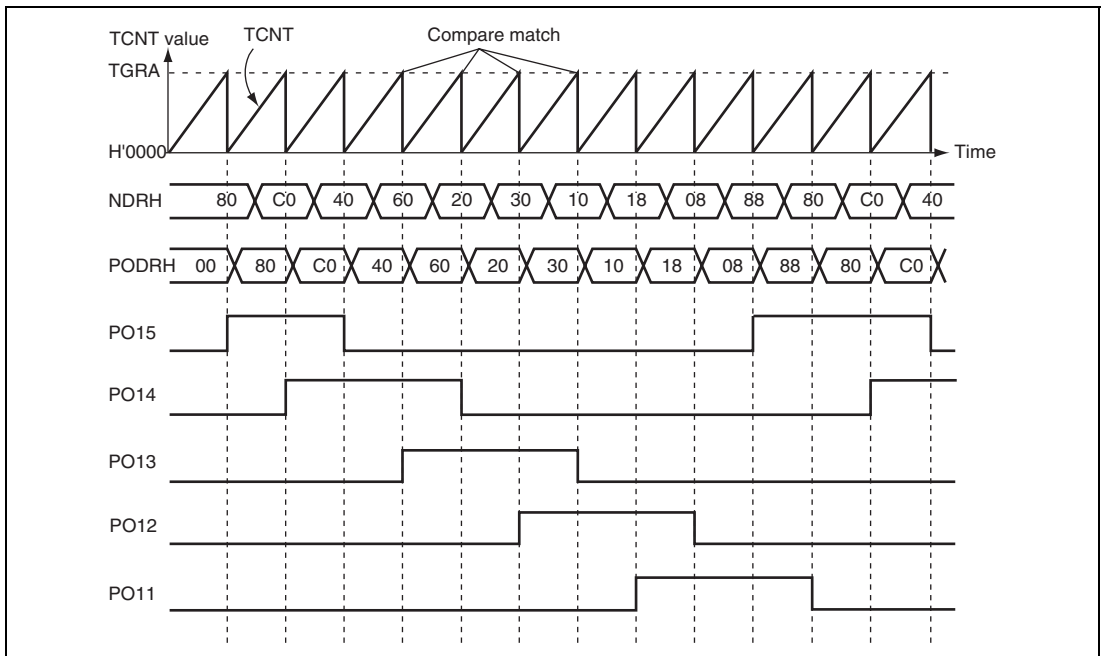 TCNT value
TCNT
Compare match
TGRA
H'0000
Time
NDRH 80 C0 40 60 20 30 10 18 08 88 80 C0 40
PODRH 00 80 C0 40 60 20 30 10 18 08 88 80 C0
PO15
PO14
PO13
PO12
PO11